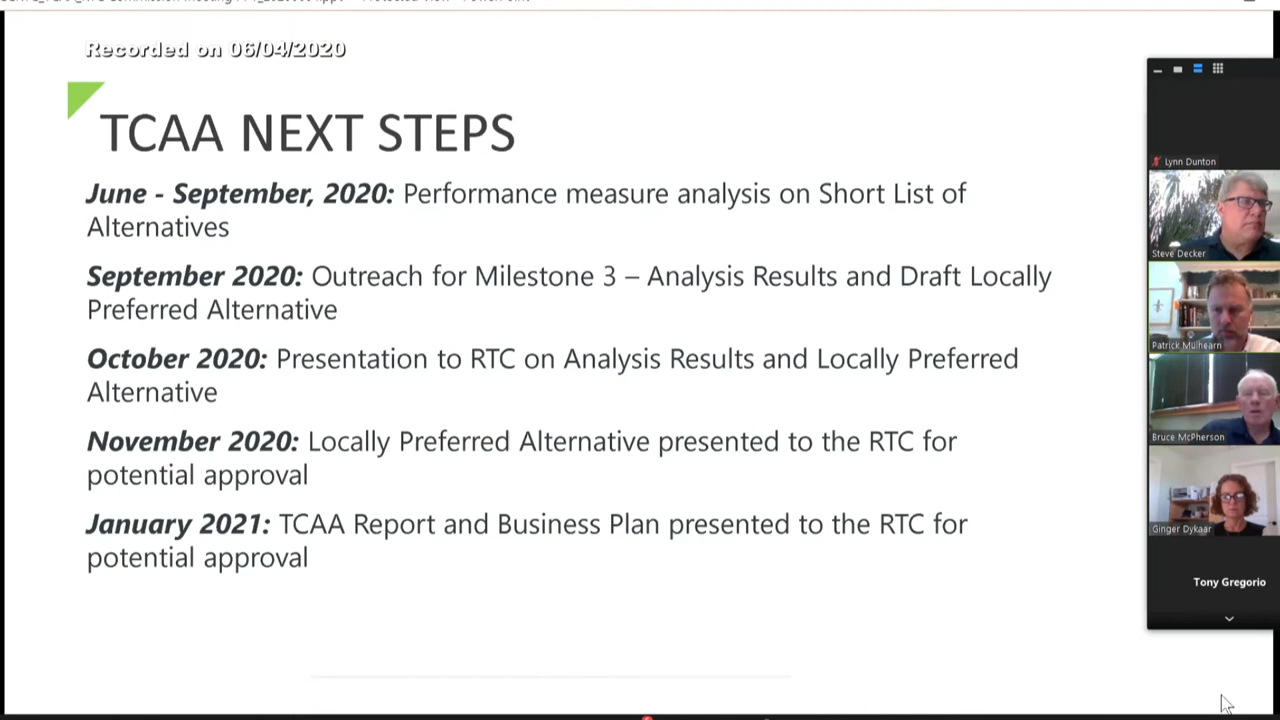 Recorded on 06/04/2020
TCAA NEXT STEPS
June - September, 2020: Performance measure analysis on Short List of
Alternatives
September 2020: Outreach for Milestone 3 – Analysis Results and Draft Locally
Preferred Alternative
October 2020: Presentation to RTC on Analysis Results and Locally Preferred
Alternative
November 2020: Locally Preferred Alternative presented to the RTC for
potential approval
January 2021: TCAA Report and Business Plan presented to the RTC for
potential approval
Lynn Dunton
Steve Decker
Patrick Mulhearn
Bruce McPherson
Ginger Dykaar
Tony Gregorio